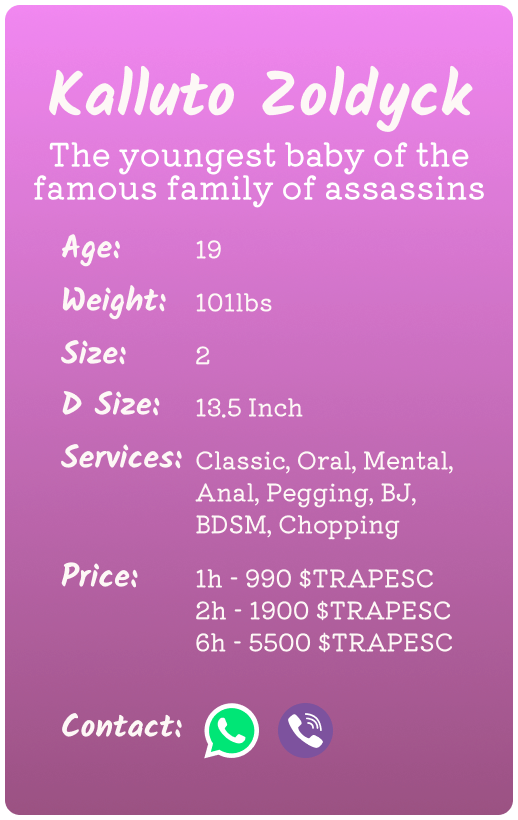 Kalluto Zoldyck
The youngest baby of the
famous family of assassins
Age: 19
Weight: 101lbs
Size: 2
D Size: 13.5 Inch
Services: Classic, Oral, Mental,
Anal, Pegging, BJ,
BDSM, Chopping
Price: 1h - 990 $TRAPESC
2h - 1900 $TRAPESC
6h - 5500 $TRAPESC
Contact: